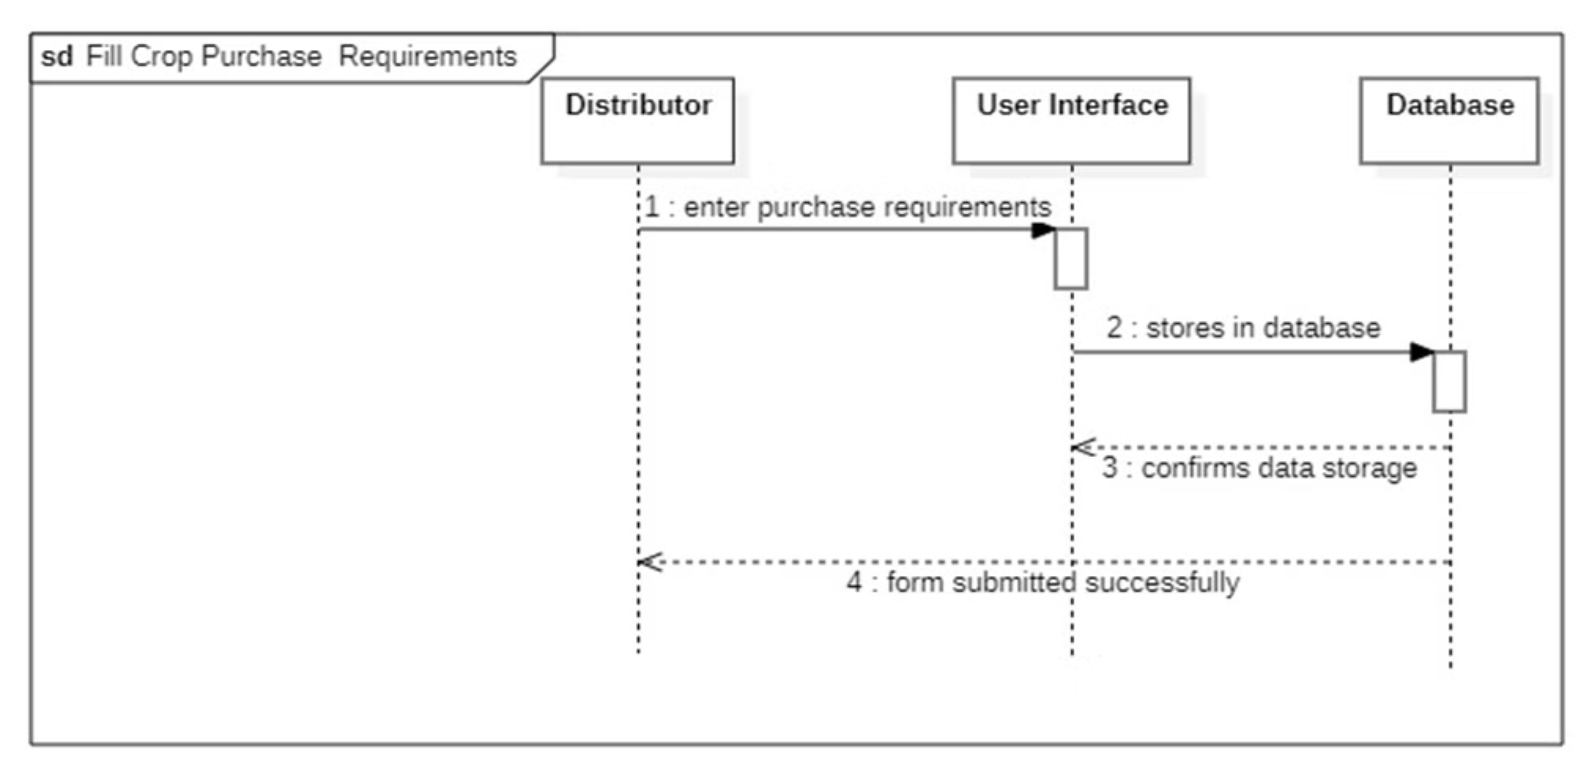 sd Fill Crop Purchase Requirements
Distributor
User Interface
Database
1 : enter purchase requirements
2 : stores in database
3 : confirms data storage
4 : form submitted successfully